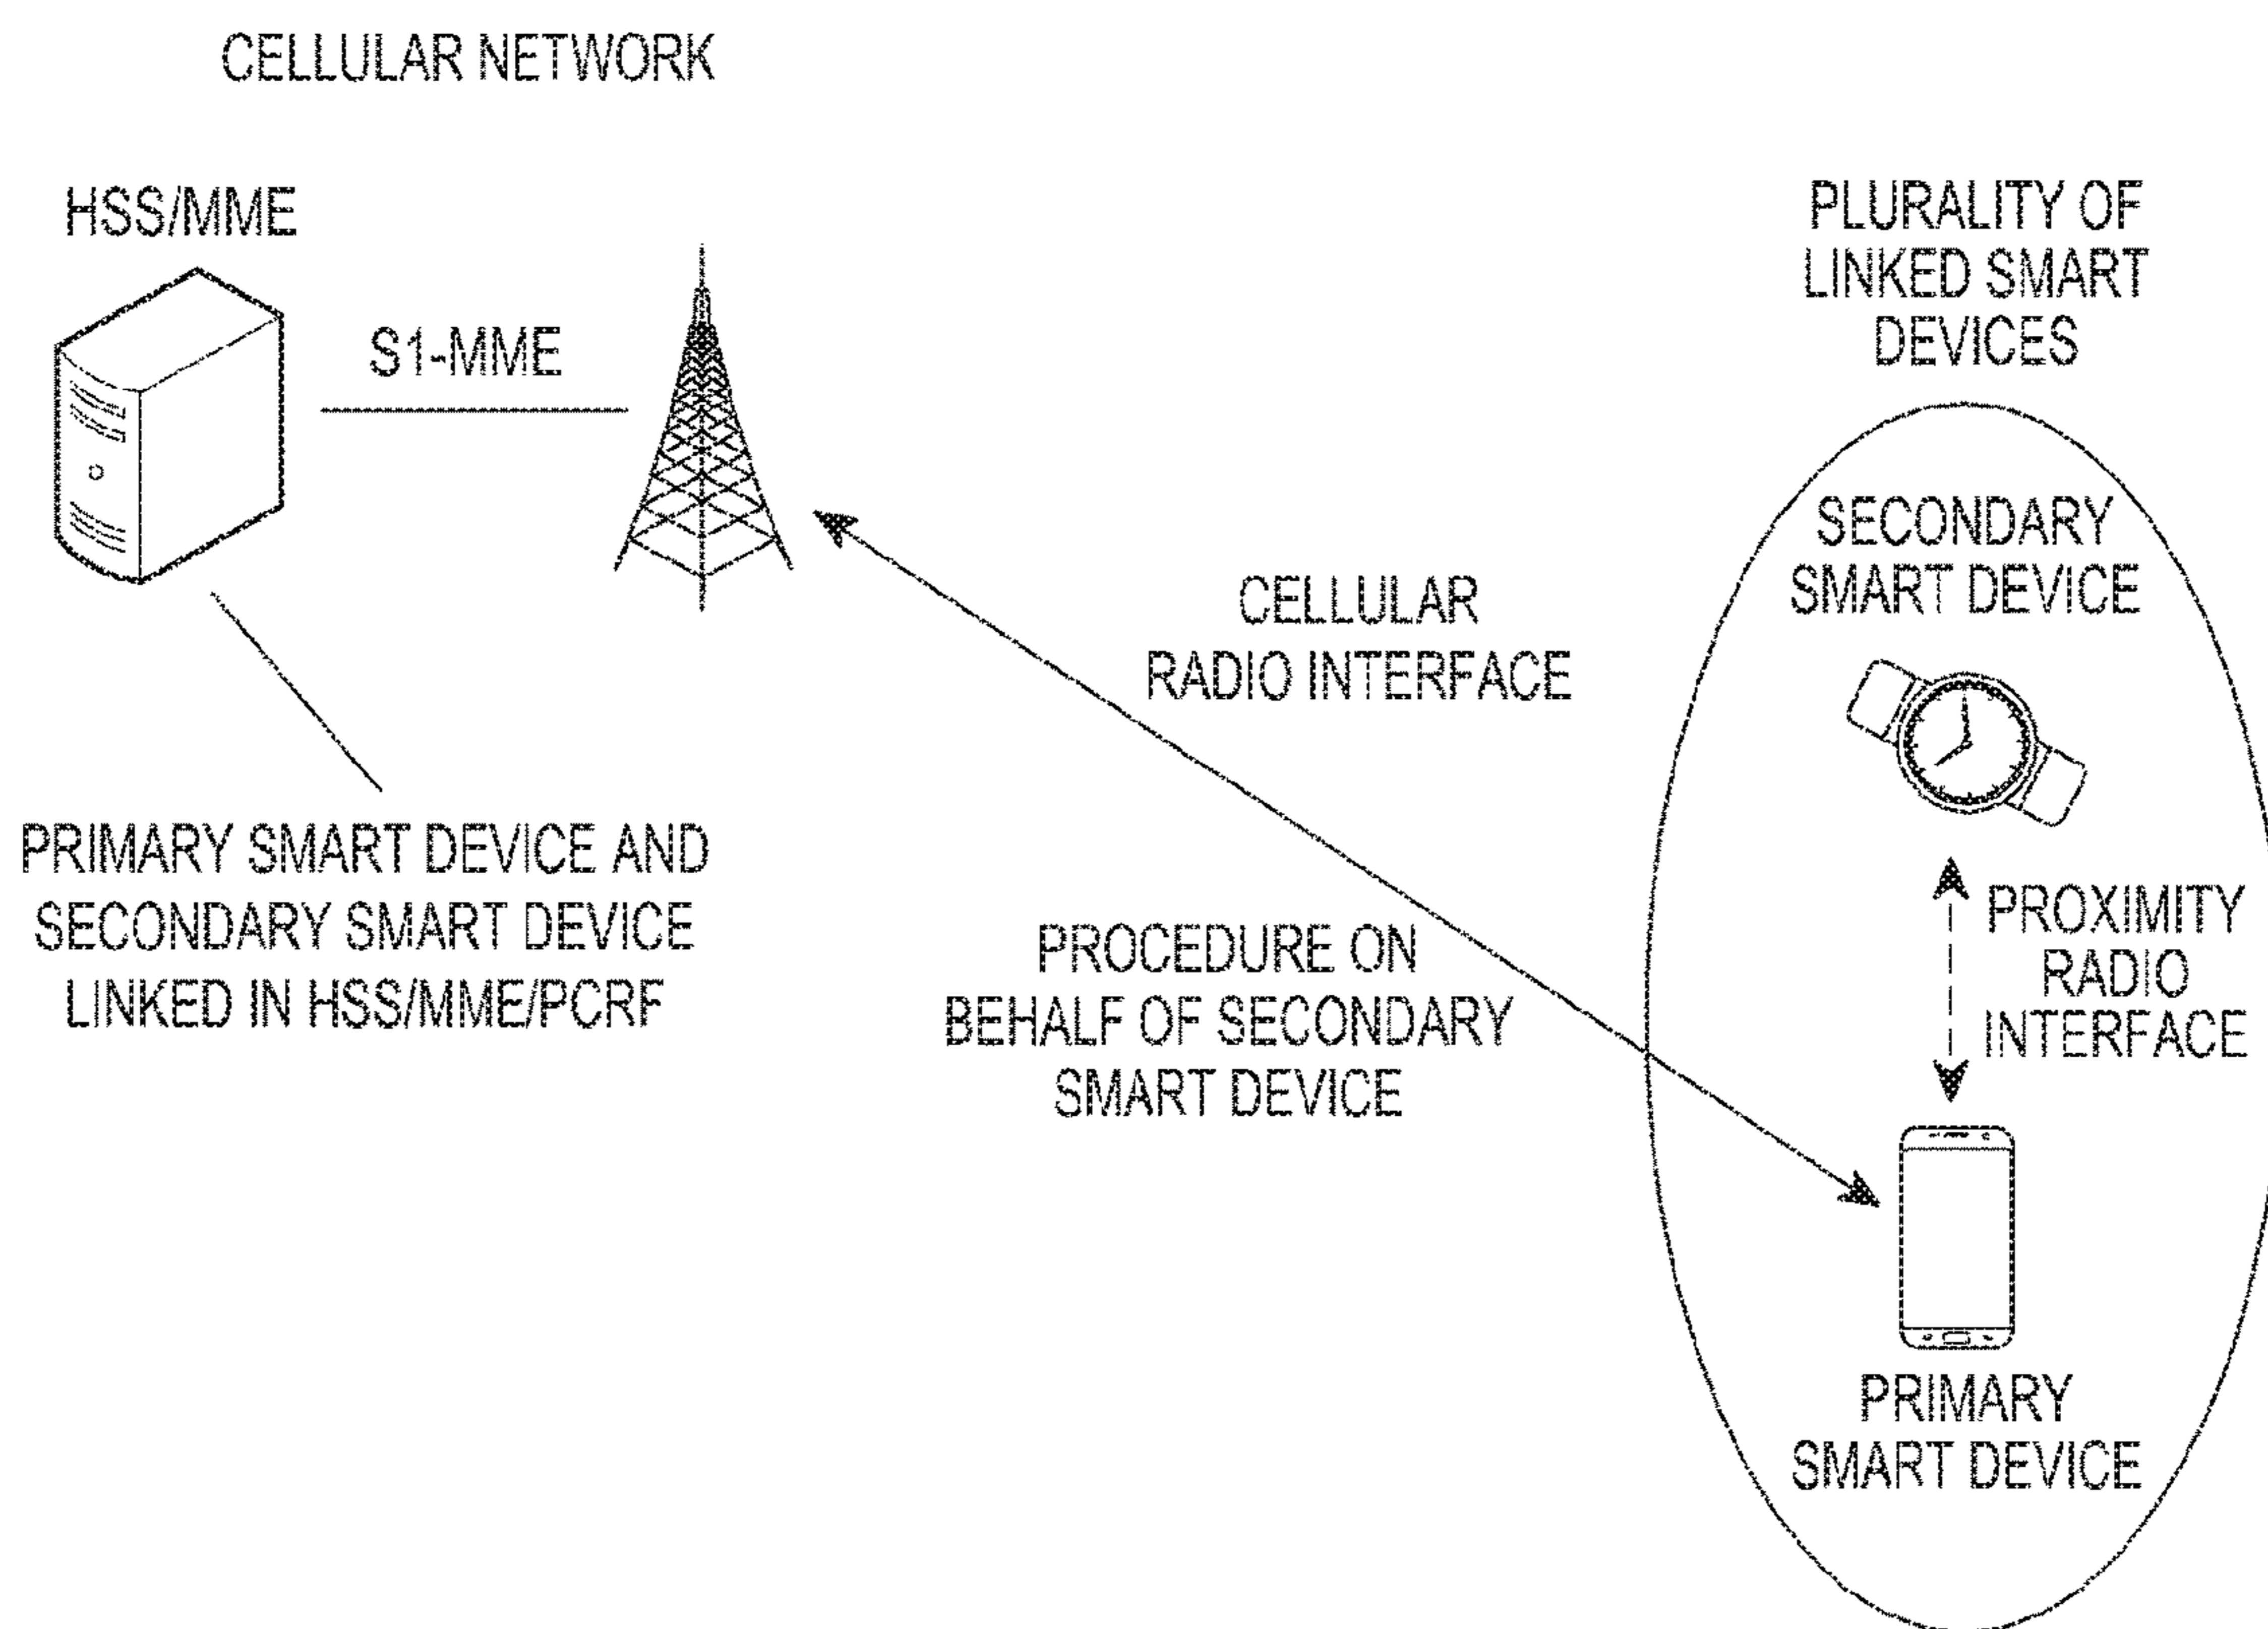 CELLULAR NETWORK
HSS/MME
S1-MME
PRIMARY SMART DEVICE AND
SECONDARY SMART DEVICE
LINKED IN HSS/MME/PCRF
CELLULAR
RADIO INTERFACE
PROCEDURE ON
BEHALF OF SECONDARY
SMART DEVICE
PLURALITY OF
LINKED SMART
DEVICES
SECONDARY
SMART DEVICE
PROXIMITY
RADIO
INTERFACE
PRIMARY
SMART DEVICE